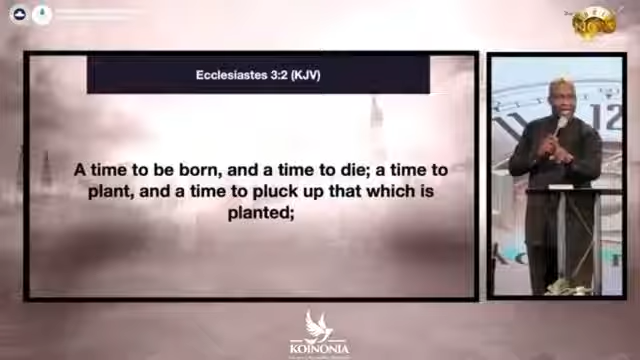 Ecclesiastes 3:2 (KJV)
A time to be born, and a time to die; a time to
plant, and a time to pluck up that which is
planted;
12
KOINONIA